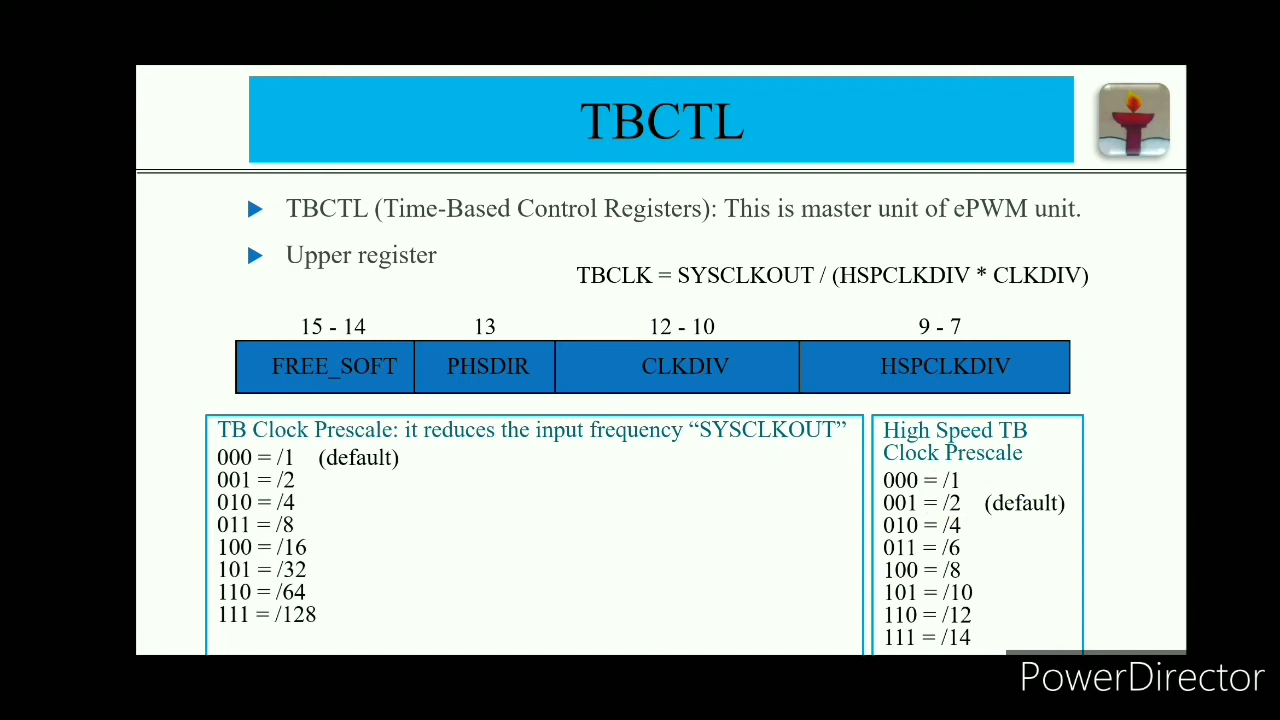 TBCTL
TBCTL (Time-Based Control Registers): This is master unit of ePWM unit.
Upper register
TBCLK = SYSCLKOUT / (HSPCLKDIV * CLKDIV)
15 - 14 13 12 - 10 9 - 7
FREE_SOFT PHSDIR CLKDIV HSPCLKDIV
TB Clock Prescale: it reduces the input frequency “SYSCLKOUT”
000 = /1 (default)
001 = /2
010 = /4
011 = /8
100 = /16
101 = /32
110 = /64
111 = /128
High Speed TB
Clock Prescale
000 = /1
001 = /2 (default)
010 = /4
011 = /6
100 = /8
101 = /10
110 = /12
111 = /14
PowerDirector